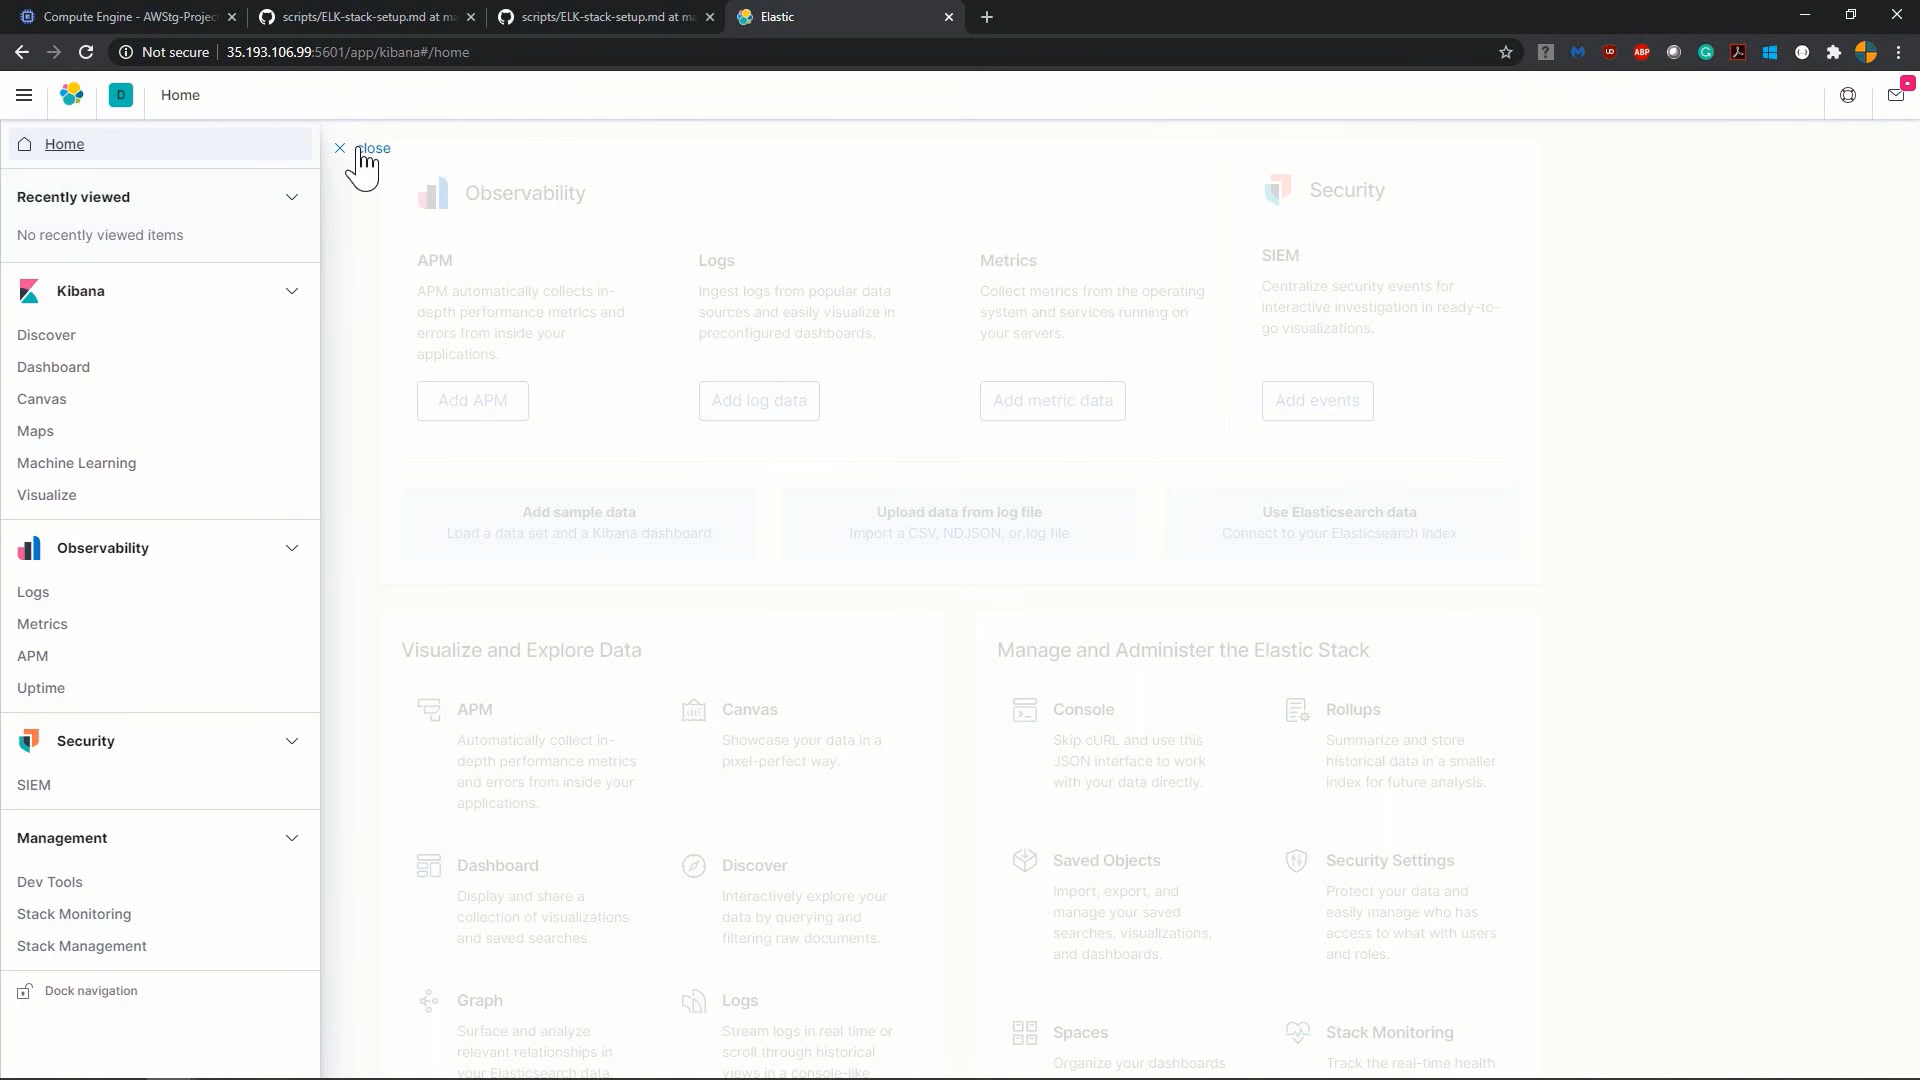 Compute Engine - AWStg-Projec
scripts/ELK-stack-setup.md at ma
scripts/ELK-stack-setup.md at ma
Elastic
Not secure
35.193.106.99:5601/app/kibana#/home
D
Home
Home
close
Recently viewed
No recently viewed items
Kibana
Discover
Dashboard
Canvas
Maps
Machine Learning
Visualize
Observability
Logs
Metrics
APM
Uptime
Security
SIEM
Management
Dev Tools
Stack Monitoring
Stack Management
Dock navigation
Observability
APM
APM automatically collects in-
depth performance metrics and
errors from inside your
applications.
Add APM
Logs
Ingest logs from popular data
sources and easily visualize in
preconfigured dashboards.
Add log data
Metrics
Collect metrics from the operating
system and services running on
your servers.
Add metric data
Security
SIEM
Centralize security events for
interactive investigation in ready-to-
go visualizations.
Add events
Add sample data
Load a data set and a Kibana dashboard
Upload data from log file
Import a CSV, NDJSON, or log file
Use Elasticsearch data
Connect to your Elasticsearch index
Visualize and Explore Data
APM
Automatically collect in-
depth performance metrics
and errors from inside your
applications.
Canvas
Showcase your data in a
pixel-perfect way.
Dashboard
Display and share a
collection of visualizations
and saved searches.
Discover
Interactively explore your
data by querying and
filtering raw documents.
Graph
Surface and analyze
relevant relationships in
your Elasticsearch data.
Logs
Stream logs in real time or
scroll through historical
views in a console-like
Manage and Administer the Elastic Stack
Console
Skip cURL and use this
JSON interface to work
with your data directly.
Rollups
Summarize and store
historical data in a smaller
index for future analysis.
Saved Objects
Import, export, and
manage your saved
searches, visualizations,
and dashboards.
Security Settings
Protect your data and
easily manage who has
access to what with users
and roles.
Spaces
Organize your dashboards
Stack Monitoring
Track the real-time health